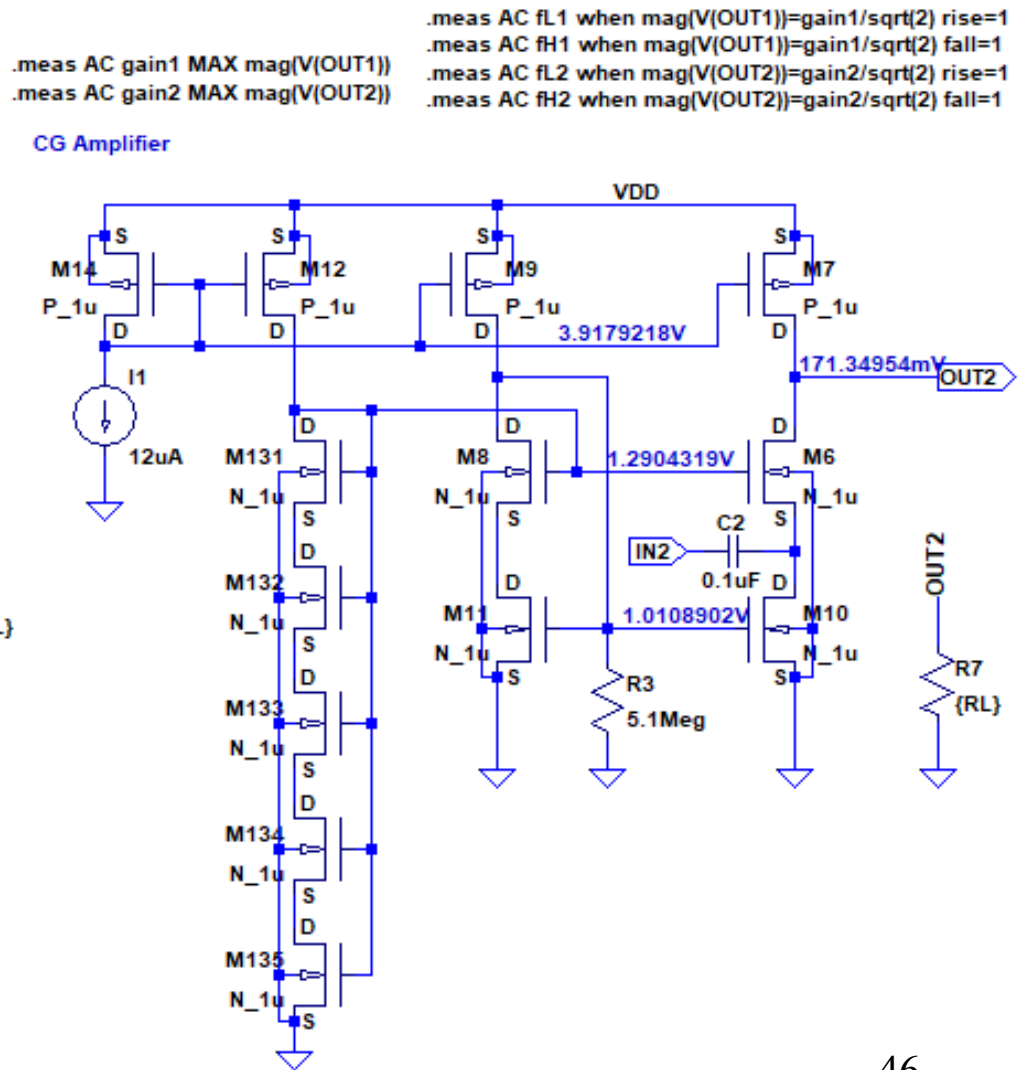 .meas AC fL1 when mag(V(OUT1))=gain1/sqrt(2) rise=1
.meas AC fH1 when mag(V(OUT1))=gain1/sqrt(2) fall=1
.meas AC gain1 MAX mag(V(OUT1))
.meas AC fL2 when mag(V(OUT2))=gain2/sqrt(2) rise=1
.meas AC gain2 MAX mag(V(OUT2))
.meas AC fH2 when mag(V(OUT2))=gain2/sqrt(2) fall=1
CG Amplifier
VDD
S
S
S
S
M14
M12
M9
M7
P_1u
P_1u
P_1u
P_1u
D
D
D
D
3.9179218V
I1
12uA
171.34954mV
OUT2
D
D
D
M131
M8
1.2904319V
M6
N_1u
N_1u
N_1u
S
S
S
C2
IN2
0.1uF
D
D
D
M132
M11
1.0108902V
M10
N_1u
N_1u
N_1u
S
S
S
OUT2
R3
5.1Meg
R7
{RL}
}
D
M133
N_1u
S
D
M134
N_1u
S
D
M135
N_1u
S
46